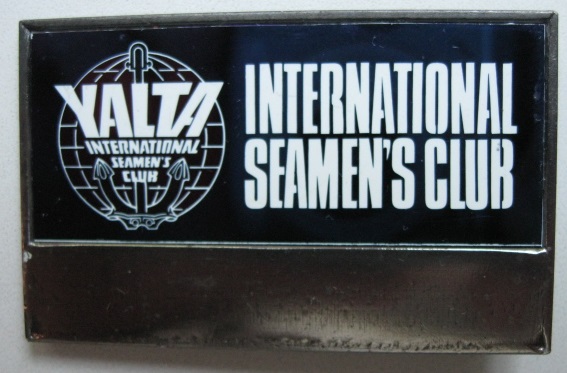 YALTA
INTERNATIONAL
SEAMEN'S
CLUB
INTERNATIONAL
SEAMEN'S CLUB